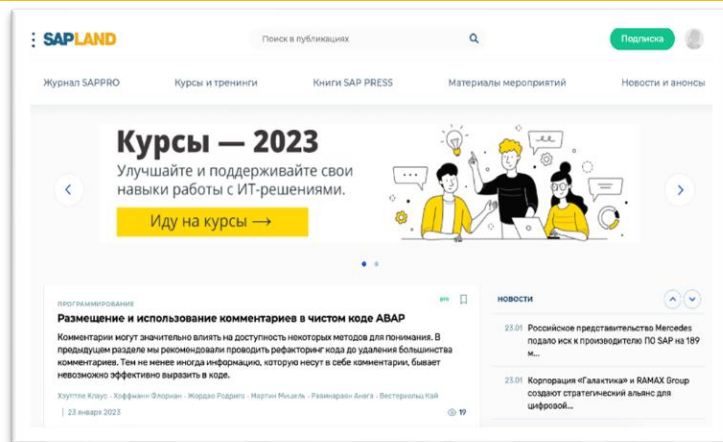 SAPLAND
Поиск в публикациях
Подписка
Журнал SAPPRO
Курсы и тренинги
Книги SAP PRESS
Материалы мероприятий
Новости и анонсы
Курсы — 2023
Улучшайте и поддерживайте свои
навыки работы с ИТ-решениями.
Иду на курсы →
ПРОГРАММИРОВАНИЕ
Размещение и использование комментариев в чистом коде ABAP
Комментарии могут значительно влиять на доступность некоторых методов для понимания. В
предыдущем разделе мы рекомендовали проводить рефакторинг кода до удаления большинства
комментариев. Тем не менее иногда информацию, которую несут в себе комментарии, бывает
невозможно эффективно выразить в коде.
Хауптле Клаус - Хоффманн Флориан - Жордао Родриго - Мартин Мишель - Равинараян Анага - Вестерхольц Кай
23 января 2023
19
НОВОСТИ
23.01 Российское представительство Mercedes
подало иск к производителю ПО SAP на 189
м...
23.01 Корпорация «Галактика» и RAMAX Group
создают стратегический альянс для
цифровой...